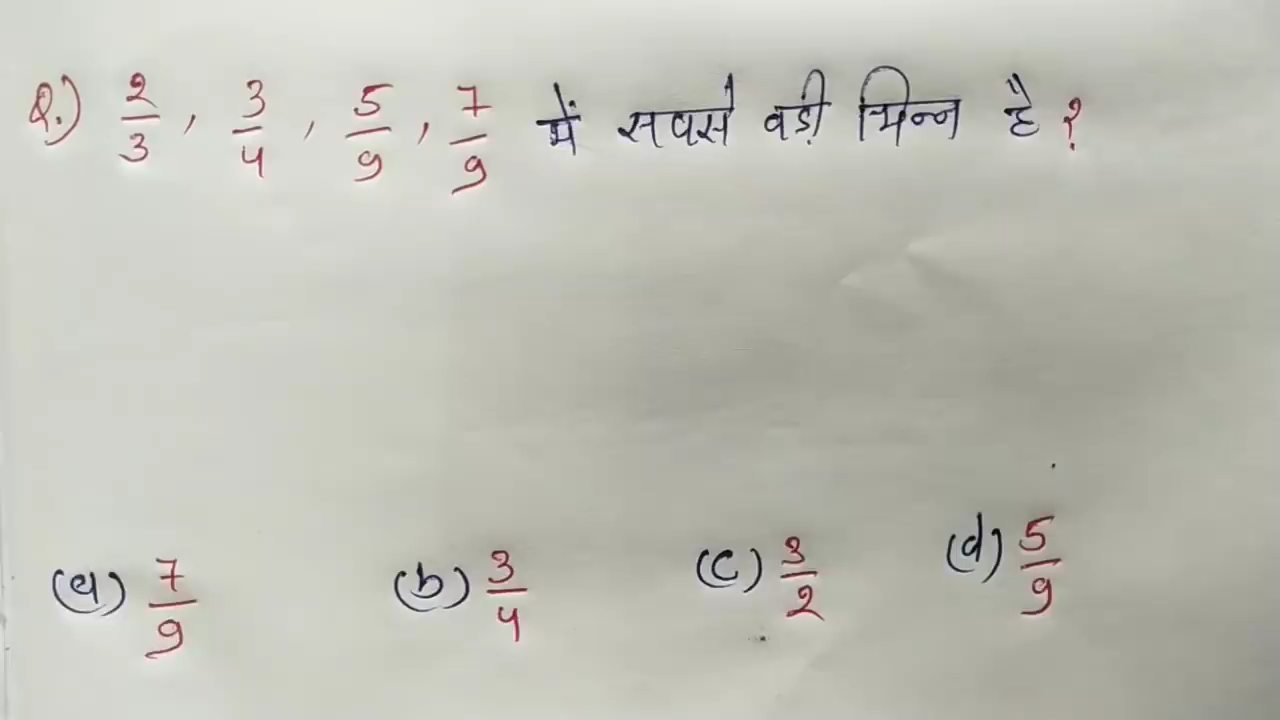 Q.) 2/3, 3/4, 5/9, 7/9 में सबसे बड़ी भिन्न है ?
(a) 7/9 (b) 3/4 (c) 3/2 (d) 5/9